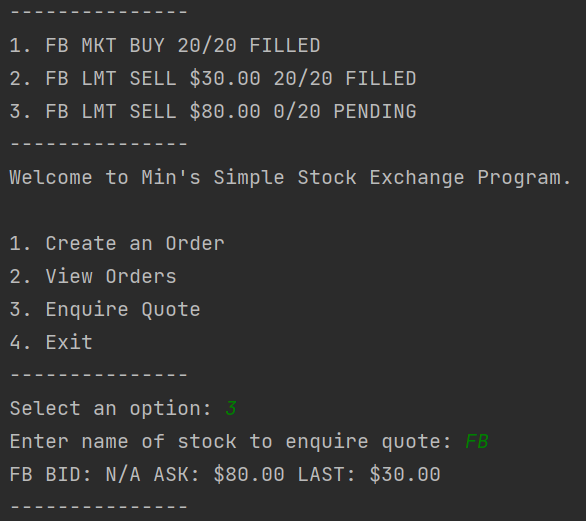 ---------------
1. FB MKT BUY 20/20 FILLED
2. FB LMT SELL $30.00 20/20 FILLED
3. FB LMT SELL $80.00 0/20 PENDING
---------------
Welcome to Min's Simple Stock Exchange Program.
1. Create an Order
2. View Orders
3. Enquire Quote
4. Exit
---------------
Select an option: 3
Enter name of stock to enquire quote: FB
FB BID: N/A ASK: $80.00 LAST: $30.00
---------------